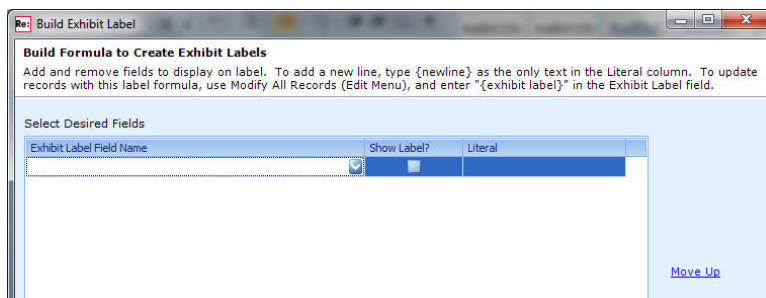 Re: Build Exhibit Label
Build Formula to Create Exhibit Labels
Add and remove fields to display on label. To add a new line, type {newline} as the only text in the Literal column. To update
records with this label formula, use Modify All Records (Edit Menu), and enter "{exhibit label}" in the Exhibit Label field.
Select Desired Fields
Exhibit Label Field Name Show Label? Literal
Move Up